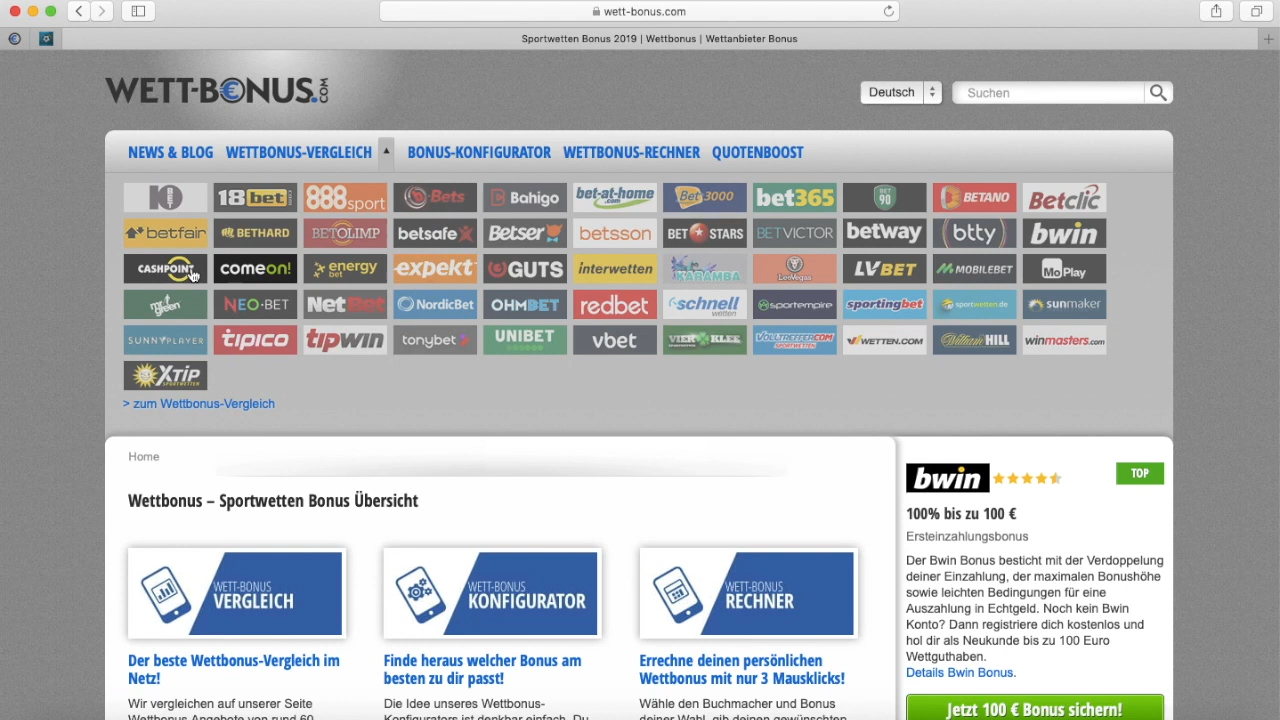 wett-bonus.com
Sportwetten Bonus 2019 | Wettbonus | Wettanbieter Bonus
WETT-B€NUS.COM
Deutsch
Suchen
NEWS & BLOG WETTBONUS-VERGLEICH BONUS-KONFIGURATOR WETTBONUS-RECHNER QUOTENBOOST
10 18bet 888sport Bets Bahigo bet-at-home.com Bet3000 bet365 BET 90 BETANO Betclic
betfair BETHARD BETOLIMP betsafe Betser betsson BET STARS BETVICTOR betway btty bwin
CASHPOINT comeon! energy bet expekt GUTS interwetten KARAMBA LeoVegas LVBET MOBILEBET MoPlay
mr green NEO-BET NetBet NordicBet OHMBET redbet schnell wetten sportempire sportingbet sportwetten.de sunmaker
SUNNYPLAYER tipico tipwin tonybet UNIBET vbet VIER KLEE VOLLTREFFER.COM SPORTWETTEN WETTEN.COM William HILL winmasters.com
XTiP SPORTWETTEN
> zum Wettbonus-Vergleich
Home
Wettbonus – Sportwetten Bonus Übersicht
WETT-BONUS
VERGLEICH
WETT-BONUS
KONFIGURATOR
WETT-BONUS
RECHNER
Der beste Wettbonus-Vergleich im
Netz!
Wir vergleichen auf unserer Seite
Wettbonus Angebote von rund 60
Finde heraus welcher Bonus am
besten zu dir passt!
Die Idee unseres Wettbonus-
Konfigurators ist denkbar einfach. Du
Errechne deinen persönlichen
Wettbonus mit nur 3 Mausklicks!
Wähle den Buchmacher und Bonus
deiner Wahl, gib deinen gewünschten
bwin
TOP
100% bis zu 100 €
Ersteinzahlungsbonus
Der Bwin Bonus besticht mit der Verdoppelung
deiner Einzahlung, der maximalen Bonushöhe
sowie leichten Bedingungen für eine
Auszahlung in Echtgeld. Noch kein Bwin
Konto? Dann registriere dich kostenlos und
hol dir als Neukunde bis zu 100 Euro
Wettguthaben.
Details Bwin Bonus.
Jetzt 100 € Bonus sichern!